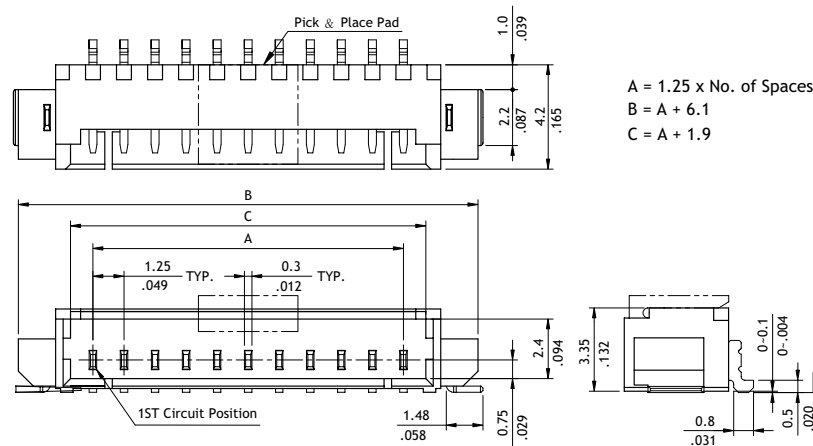 Pick & Place Pad
1.0
.039
2.2
.087
4.2
.165
A = 1.25 x No. of Spaces
B = A + 6.1
C = A + 1.9
B
C
A
1.25 TYP.
.049
0.3 TYP.
.012
2.4
.094
1ST Circuit Position
1.48
.058
0.75
.029
3.35
.132
0~0.1
0~.004
0.8
.031
0.5
.020